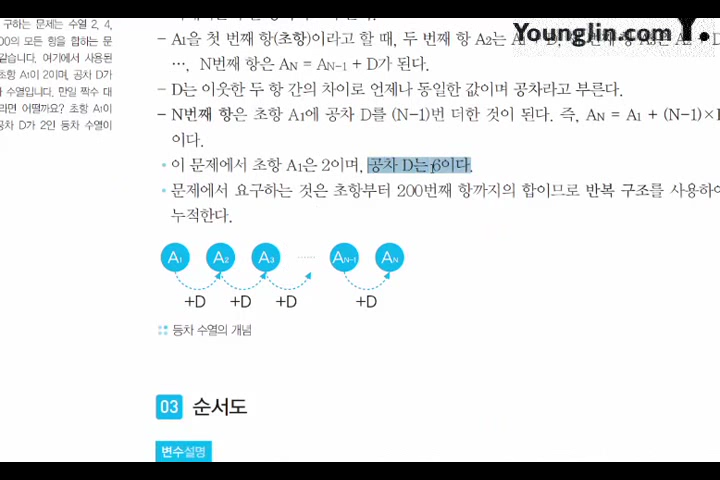 구하는 문제는 수열 2, 4,
00의 모든 항을 합하는 문
같습니다. 여기에서 사용된
초항 A1이 2이며, 공차 D가
수열입니다. 만일 짝수 대
라면 어떨까요? 초항 A1이
공차 D가 2인 등차 수열이
Younglin.com Y.
– A1을 첫 번째 항(초항)이라고 할 때, 두 번째 항 A2는
…, N번째 항은 AN = AN-1 + D가 된다.
– D는 이웃한 두 항 간의 차이로 언제나 동일한 값이며 공차라고 부른다.
– N번째 항은 초항 A1에 공차 D를 (N-1)번 더한 것이 된다. 즉, AN = A1 + (N-1)×
이다.
• 이 문제에서 초항 A1은 2이며, 공차 D는 6이다.
• 문제에서 요구하는 것은 초항부터 200번째 항까지의 합이므로 반복 구조를 사용하여
누적한다.
A1 A2 A3 ...... AN-1 AN
+D +D +D +D
등차 수열의 개념
03 순서도
변수설명